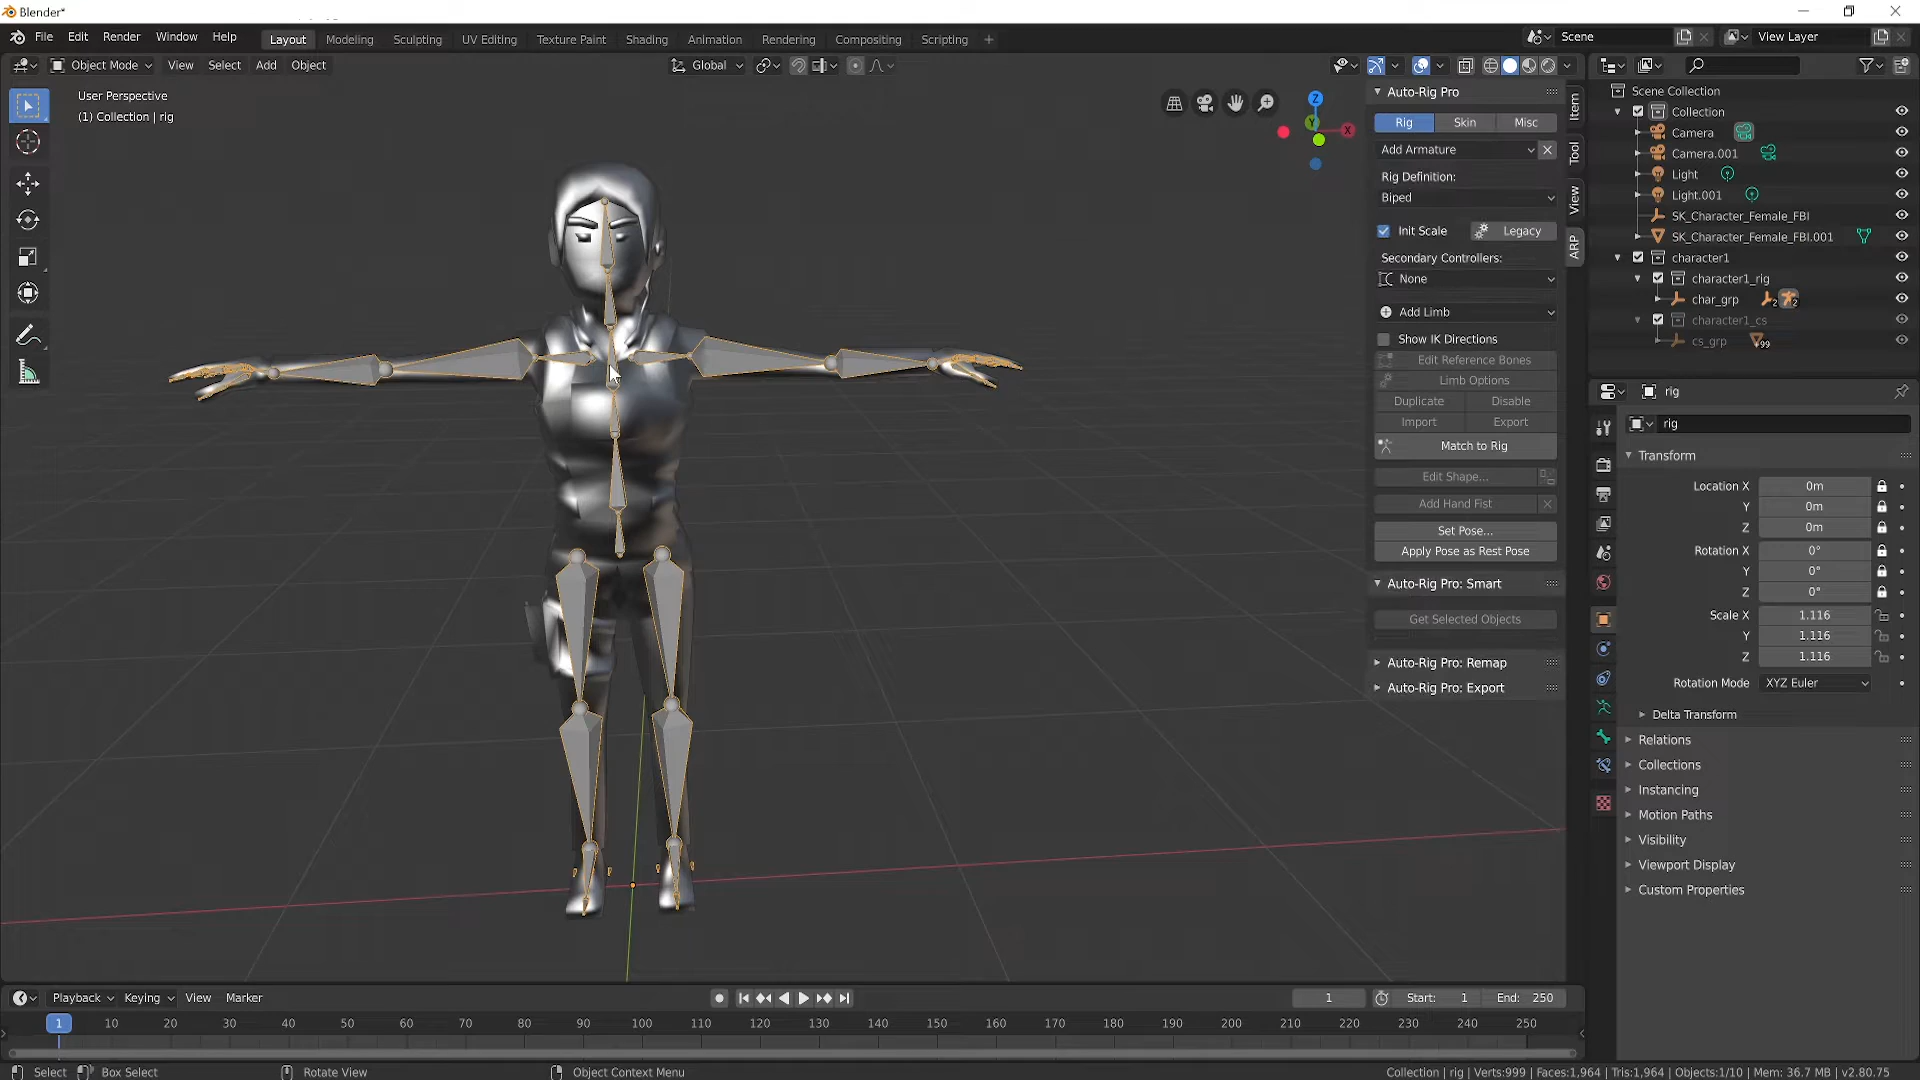 Blender*
File Edit Render Window Help Layout Modeling Sculpting UV Editing Texture Paint Shading Animation Rendering Compositing Scripting + Scene View Layer
Object Mode View Select Add Object Global
User Perspective
(1) Collection | rig
Z
Y
X
Auto-Rig Pro
Rig Skin Misc
Add Armature
Rig Definition:
Biped
Init Scale Legacy
Secondary Controllers:
None
Add Limb
Show IK Directions
Edit Reference Bones
Limb Options
Duplicate Disable
Import Export
Match to Rig
Edit Shape...
Add Hand Fist
Set Pose...
Apply Pose as Rest Pose
Auto-Rig Pro: Smart
Get Selected Objects
Auto-Rig Pro: Remap
Auto-Rig Pro: Export
Item
Tool
View
ARP
Scene Collection
Collection
Camera
Camera.001
Light
Light.001
SK_Character_Female_FBI
SK_Character_Female_FBI.001
character1
character1_rig
char_grp 2 2
character1_cs
cs_grp 99
rig
rig
Transform
Location X 0m
Y 0m
Z 0m
Rotation X 0°
Y 0°
Z 0°
Scale X 1.116
Y 1.116
Z 1.116
Rotation Mode XYZ Euler
Delta Transform
Relations
Collections
Instancing
Motion Paths
Visibility
Viewport Display
Custom Properties
Playback Keying View Marker 1 Start: 1 End: 250
1 10 20 30 40 50 60 70 80 90 100 110 120 130 140 150 160 170 180 190 200 210 220 230 240 250
Select Box Select Rotate View Object Context Menu Collection | rig | Verts:999 | Faces:1,964 | Tris:1,964 | Objects:1/10 | Mem: 36.7 MB | v2.80.75